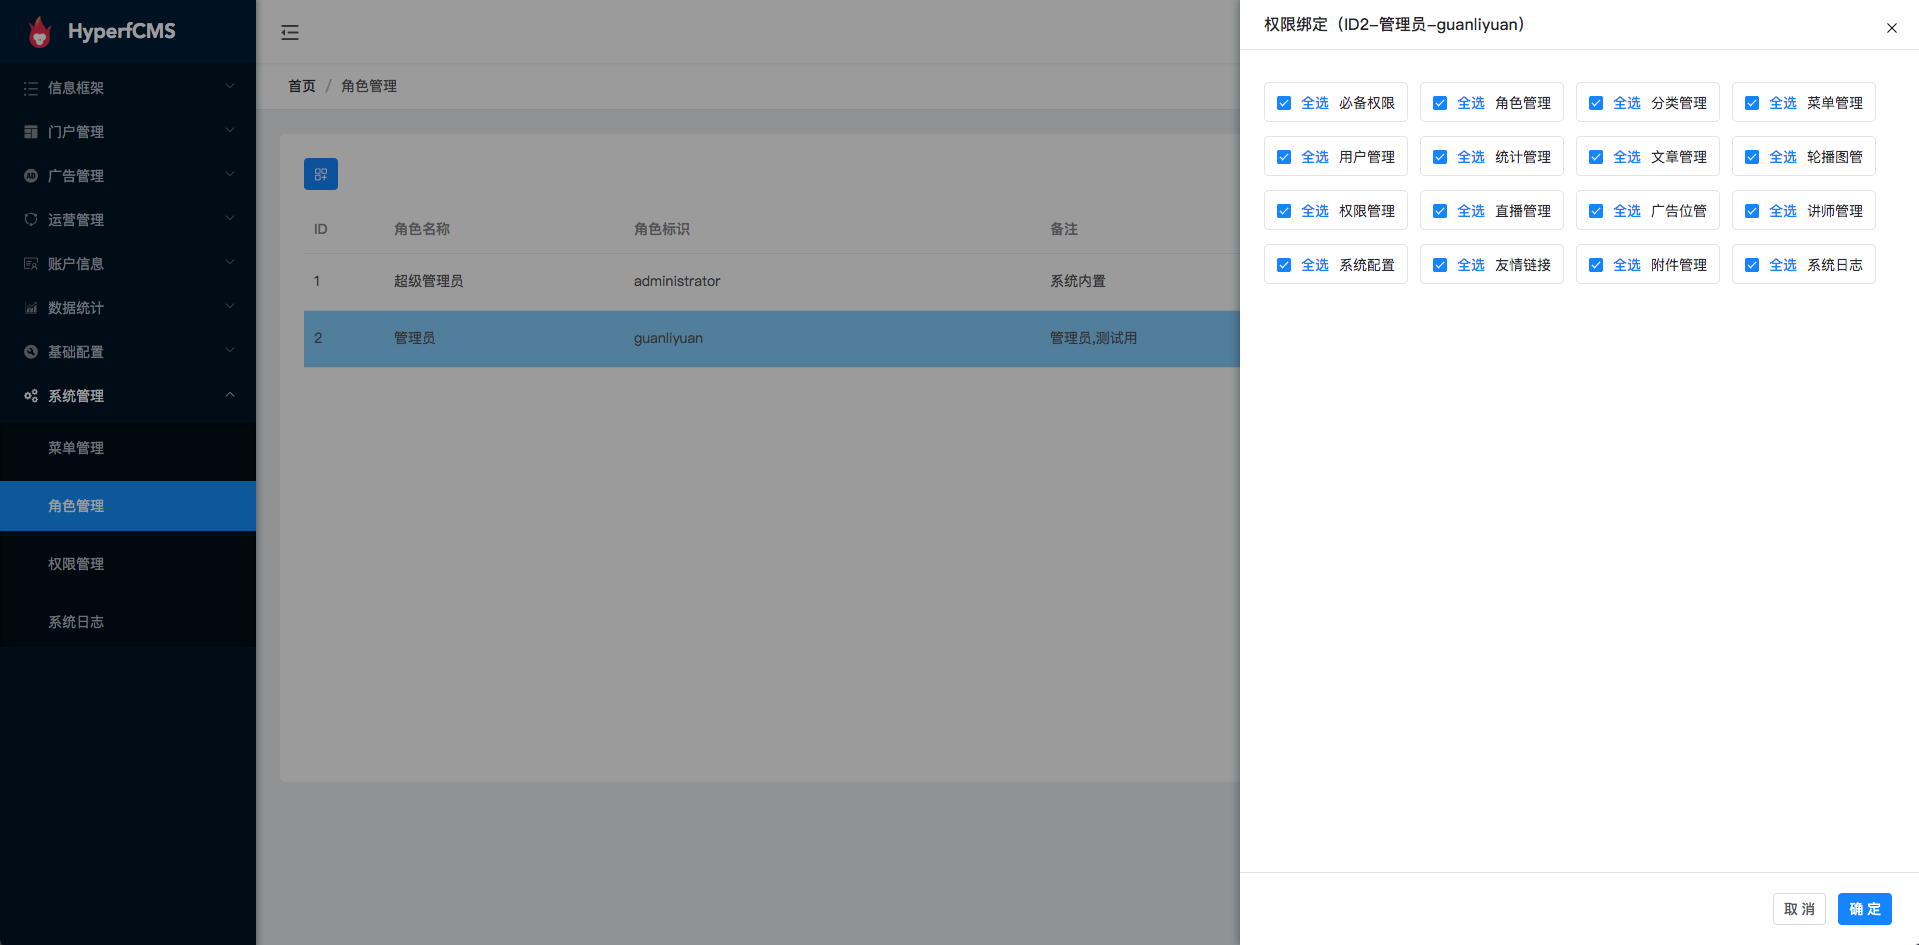 HyperfCMS
信息框架
门户管理
广告管理
运营管理
账户信息
数据统计
基础配置
系统管理
菜单管理
角色管理
权限管理
系统日志
首页 / 角色管理
ID 角色名称 角色标识 备注
1 超级管理员 administrator 系统内置
2 管理员 guanliyuan 管理员,测试用
权限绑定（ID2-管理员-guanliyuan）
全选 必备权限 全选 角色管理 全选 分类管理 全选 菜单管理
全选 用户管理 全选 统计管理 全选 文章管理 全选 轮播图管
全选 权限管理 全选 直播管理 全选 广告位管 全选 讲师管理
全选 系统配置 全选 友情链接 全选 附件管理 全选 系统日志
取 消 确 定